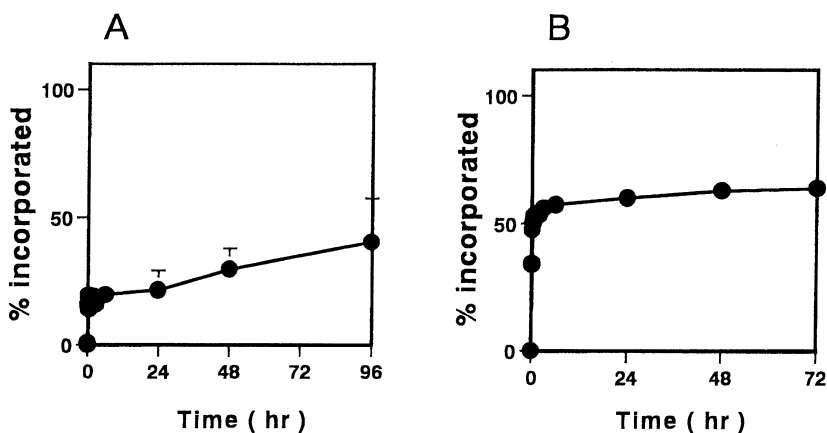 A
% incorporated
100
50
0
0 24 48 72 96
Time ( hr )
B
% incorporated
100
50
0
0 24 48 72
Time ( hr )